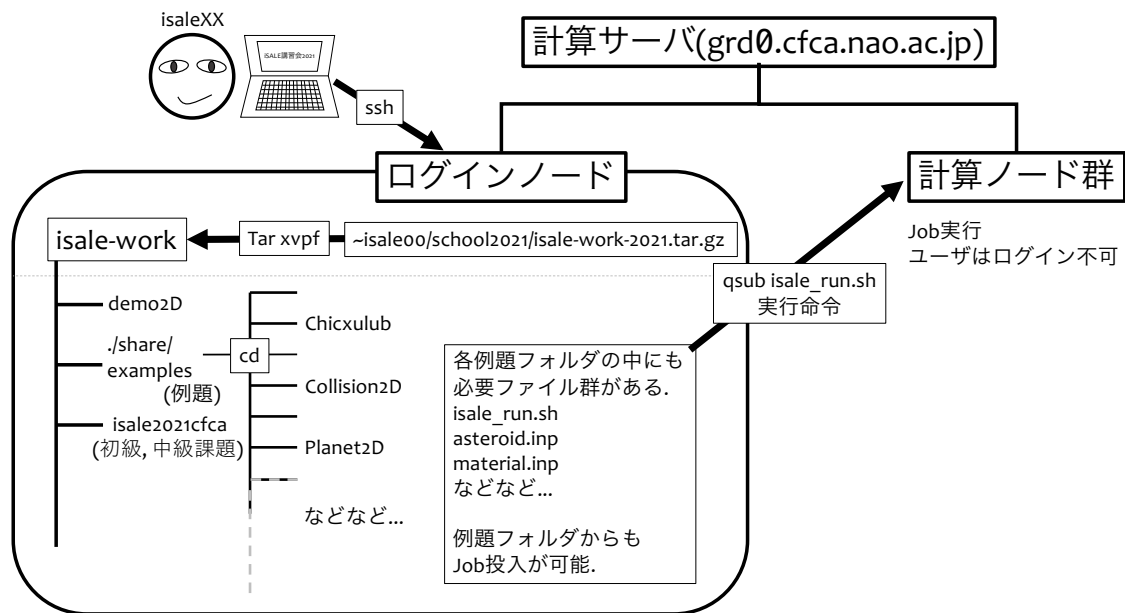 isaleXX
iSALE講習会2021
ssh
計算サーバ(grd0.cfca.nao.ac.jp)
ログインノード
計算ノード群
Job実行
ユーザはログイン不可
isale-work
Tar xvpf
~isale00/school2021/isale-work-2021.tar.gz
qsub isale_run.sh
実行命令
demo2D
./share/
examples
(例題)
isale2021cfca
(初級, 中級課題)
cd
Chicxulub
Collision2D
Planet2D
などなど...
各例題フォルダの中にも
必要ファイル群がある.
isale_run.sh
asteroid.inp
material.inp
などなど...
例題フォルダからも
Job投入が可能.